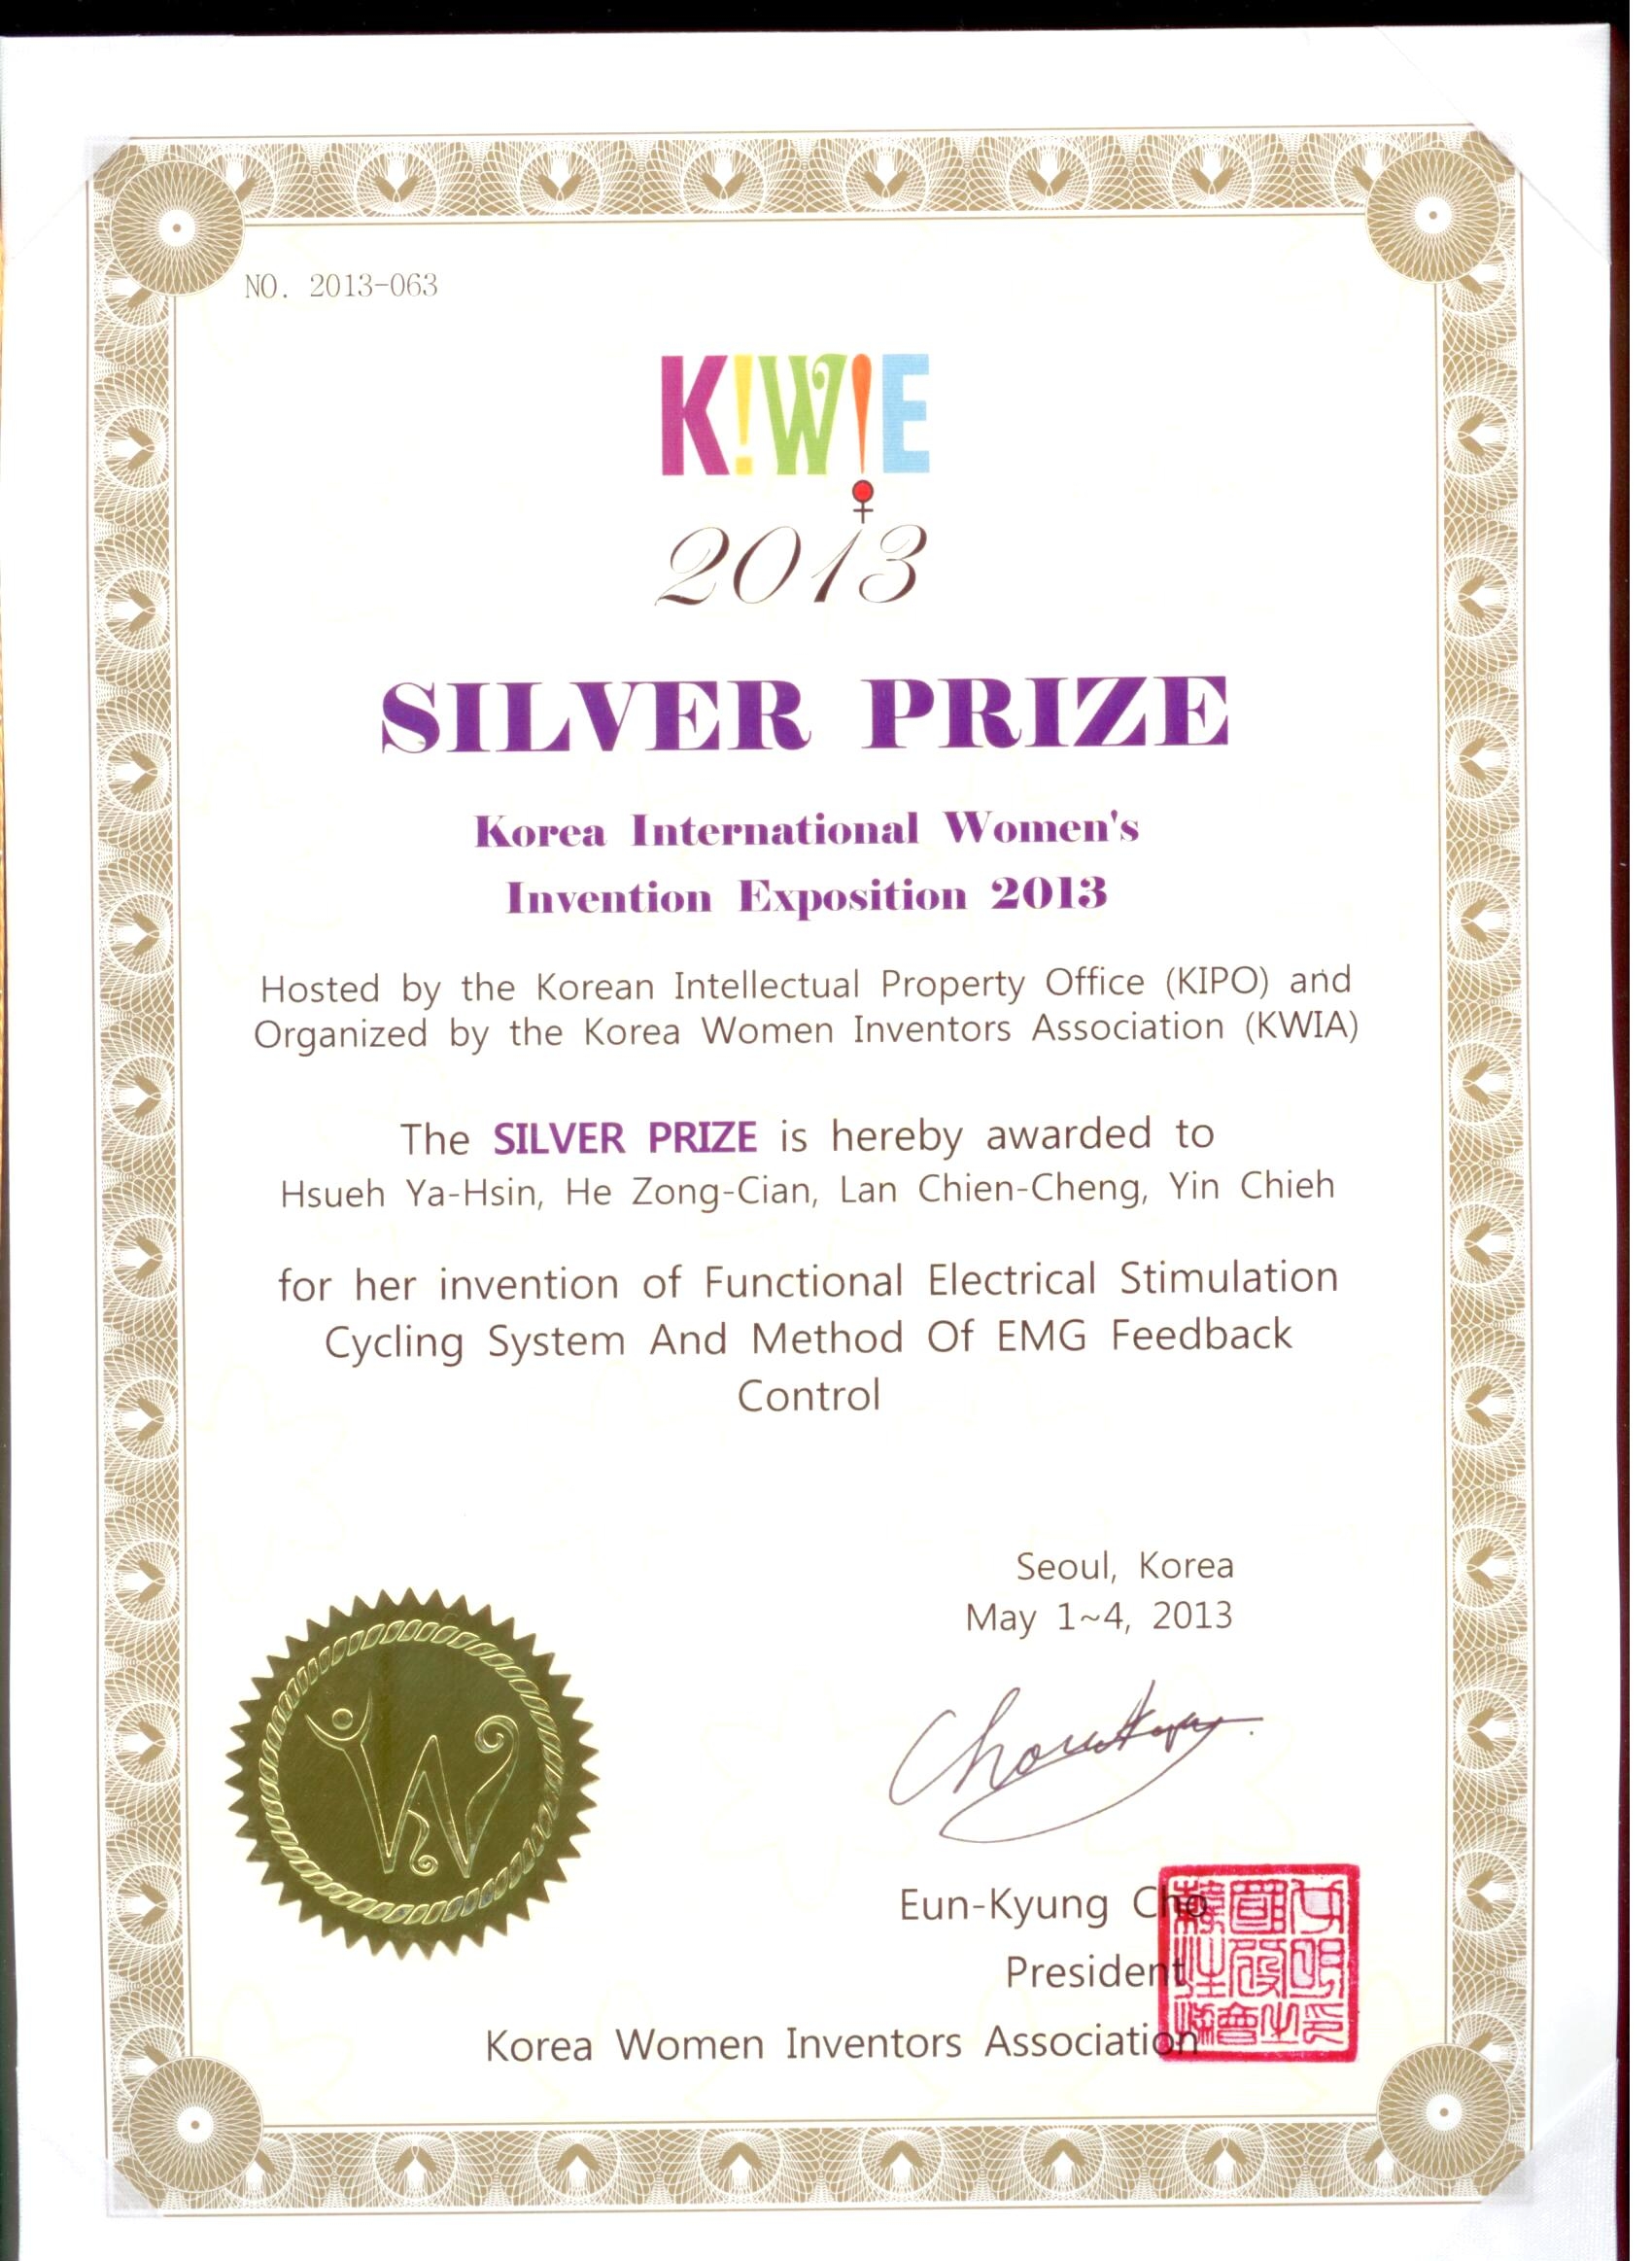 NO. 2013-063
K!W!E
2013
SILVER PRIZE
Korea International Women's
Invention Exposition 2013
Hosted by the Korean Intellectual Property Office (KIPO) and
Organized by the Korea Women Inventors Association (KWIA)
The SILVER PRIZE is hereby awarded to
Hsueh Ya-Hsin, He Zong-Cian, Lan Chien-Cheng, Yin Chieh
for her invention of Functional Electrical Stimulation
Cycling System And Method Of EMG Feedback
Control
Seoul, Korea
May 1~4, 2013
Eun-Kyung Cho
President
Korea Women Inventors Association